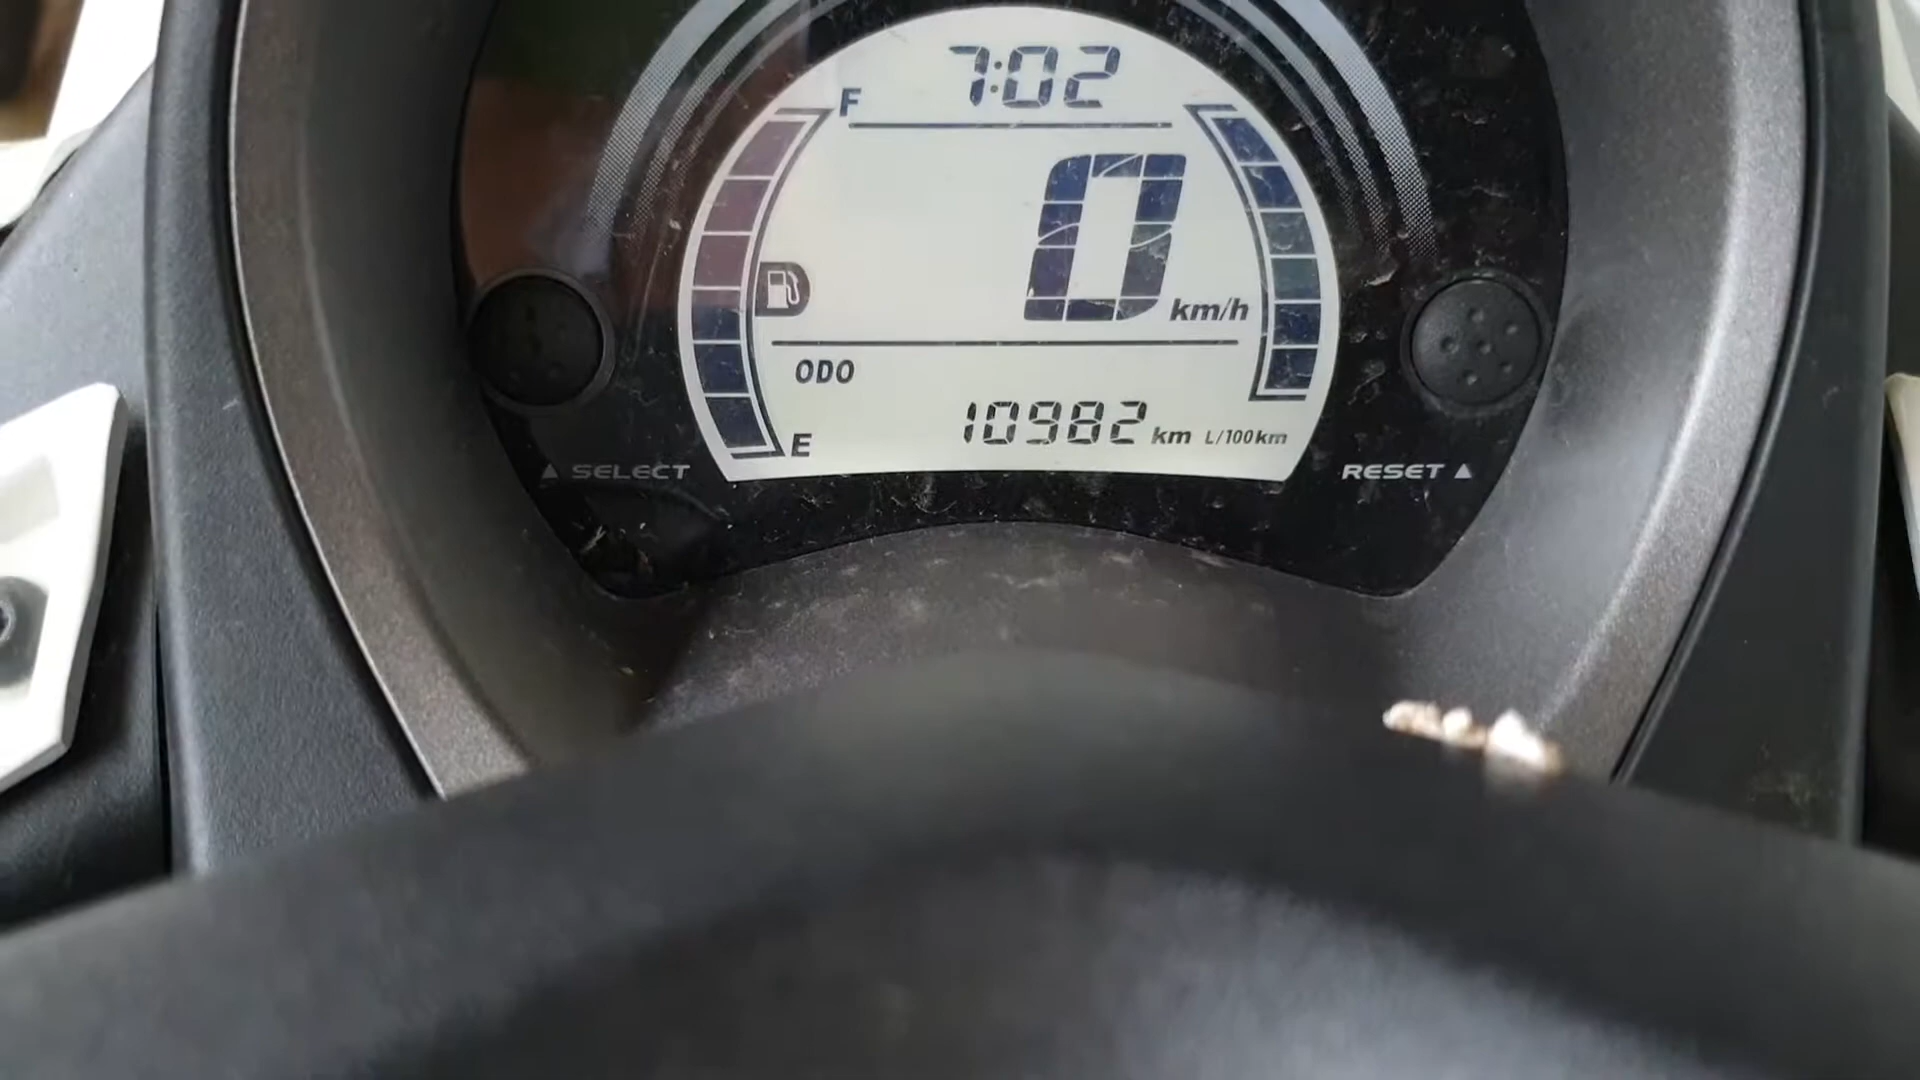 7:02
F
0 km/h
ODO
10982 km L/100km
E
▲ SELECT
RESET ▲